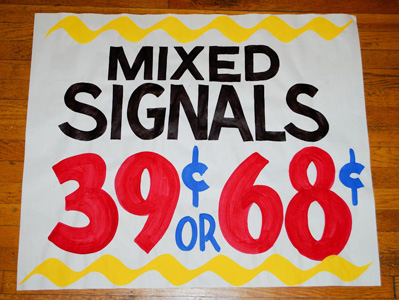 MIXED
SIGNALS
39¢ OR 68¢